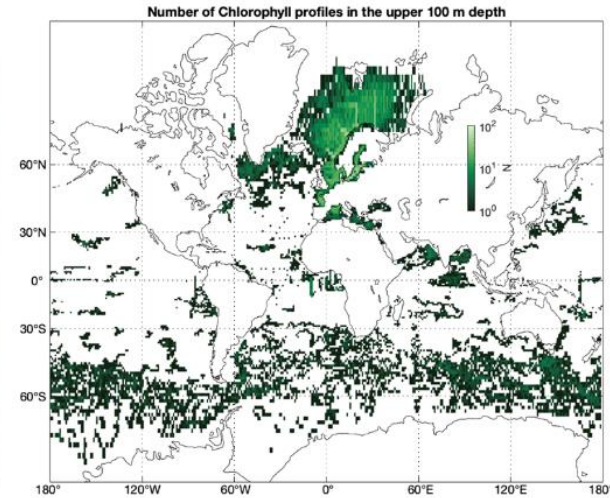 Number of Chlorophyll profiles in the upper 100 m depth
10²
10¹
N
10⁰
60°N
30°N
0°
30°S
60°S
180°
120°W
60°W
0°
60°E
120°E
180°